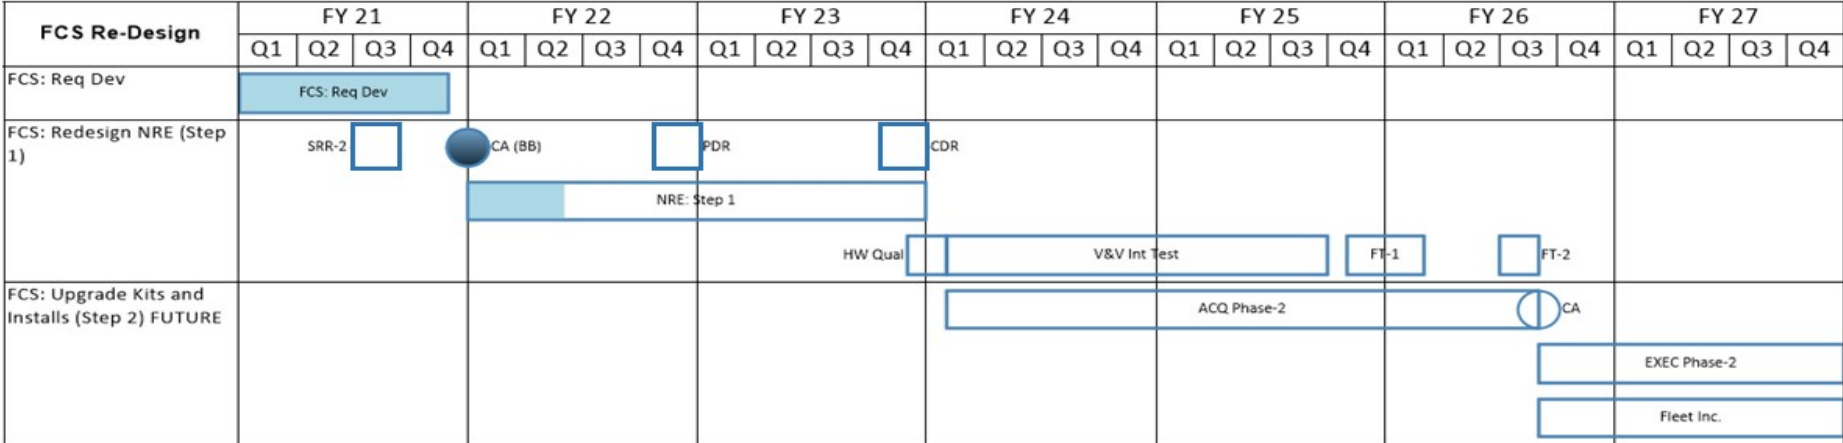 FCS Re-Design
FY 21 FY 22 FY 23 FY 24 FY 25 FY 26 FY 27
Q1 Q2 Q3 Q4 Q1 Q2 Q3 Q4 Q1 Q2 Q3 Q4 Q1 Q2 Q3 Q4 Q1 Q2 Q3 Q4 Q1 Q2 Q3 Q4 Q1 Q2 Q3 Q4
FCS: Req Dev
FCS: Req Dev
FCS: Redesign NRE (Step
1)
SRR-2 CA (BB) PDR CDR
NRE: Step 1
HW Qual V&V Int Test FT-1 FT-2
FCS: Upgrade Kits and
Installs (Step 2) FUTURE
ACQ Phase-2 CA
EXEC Phase-2
Fleet Inc.